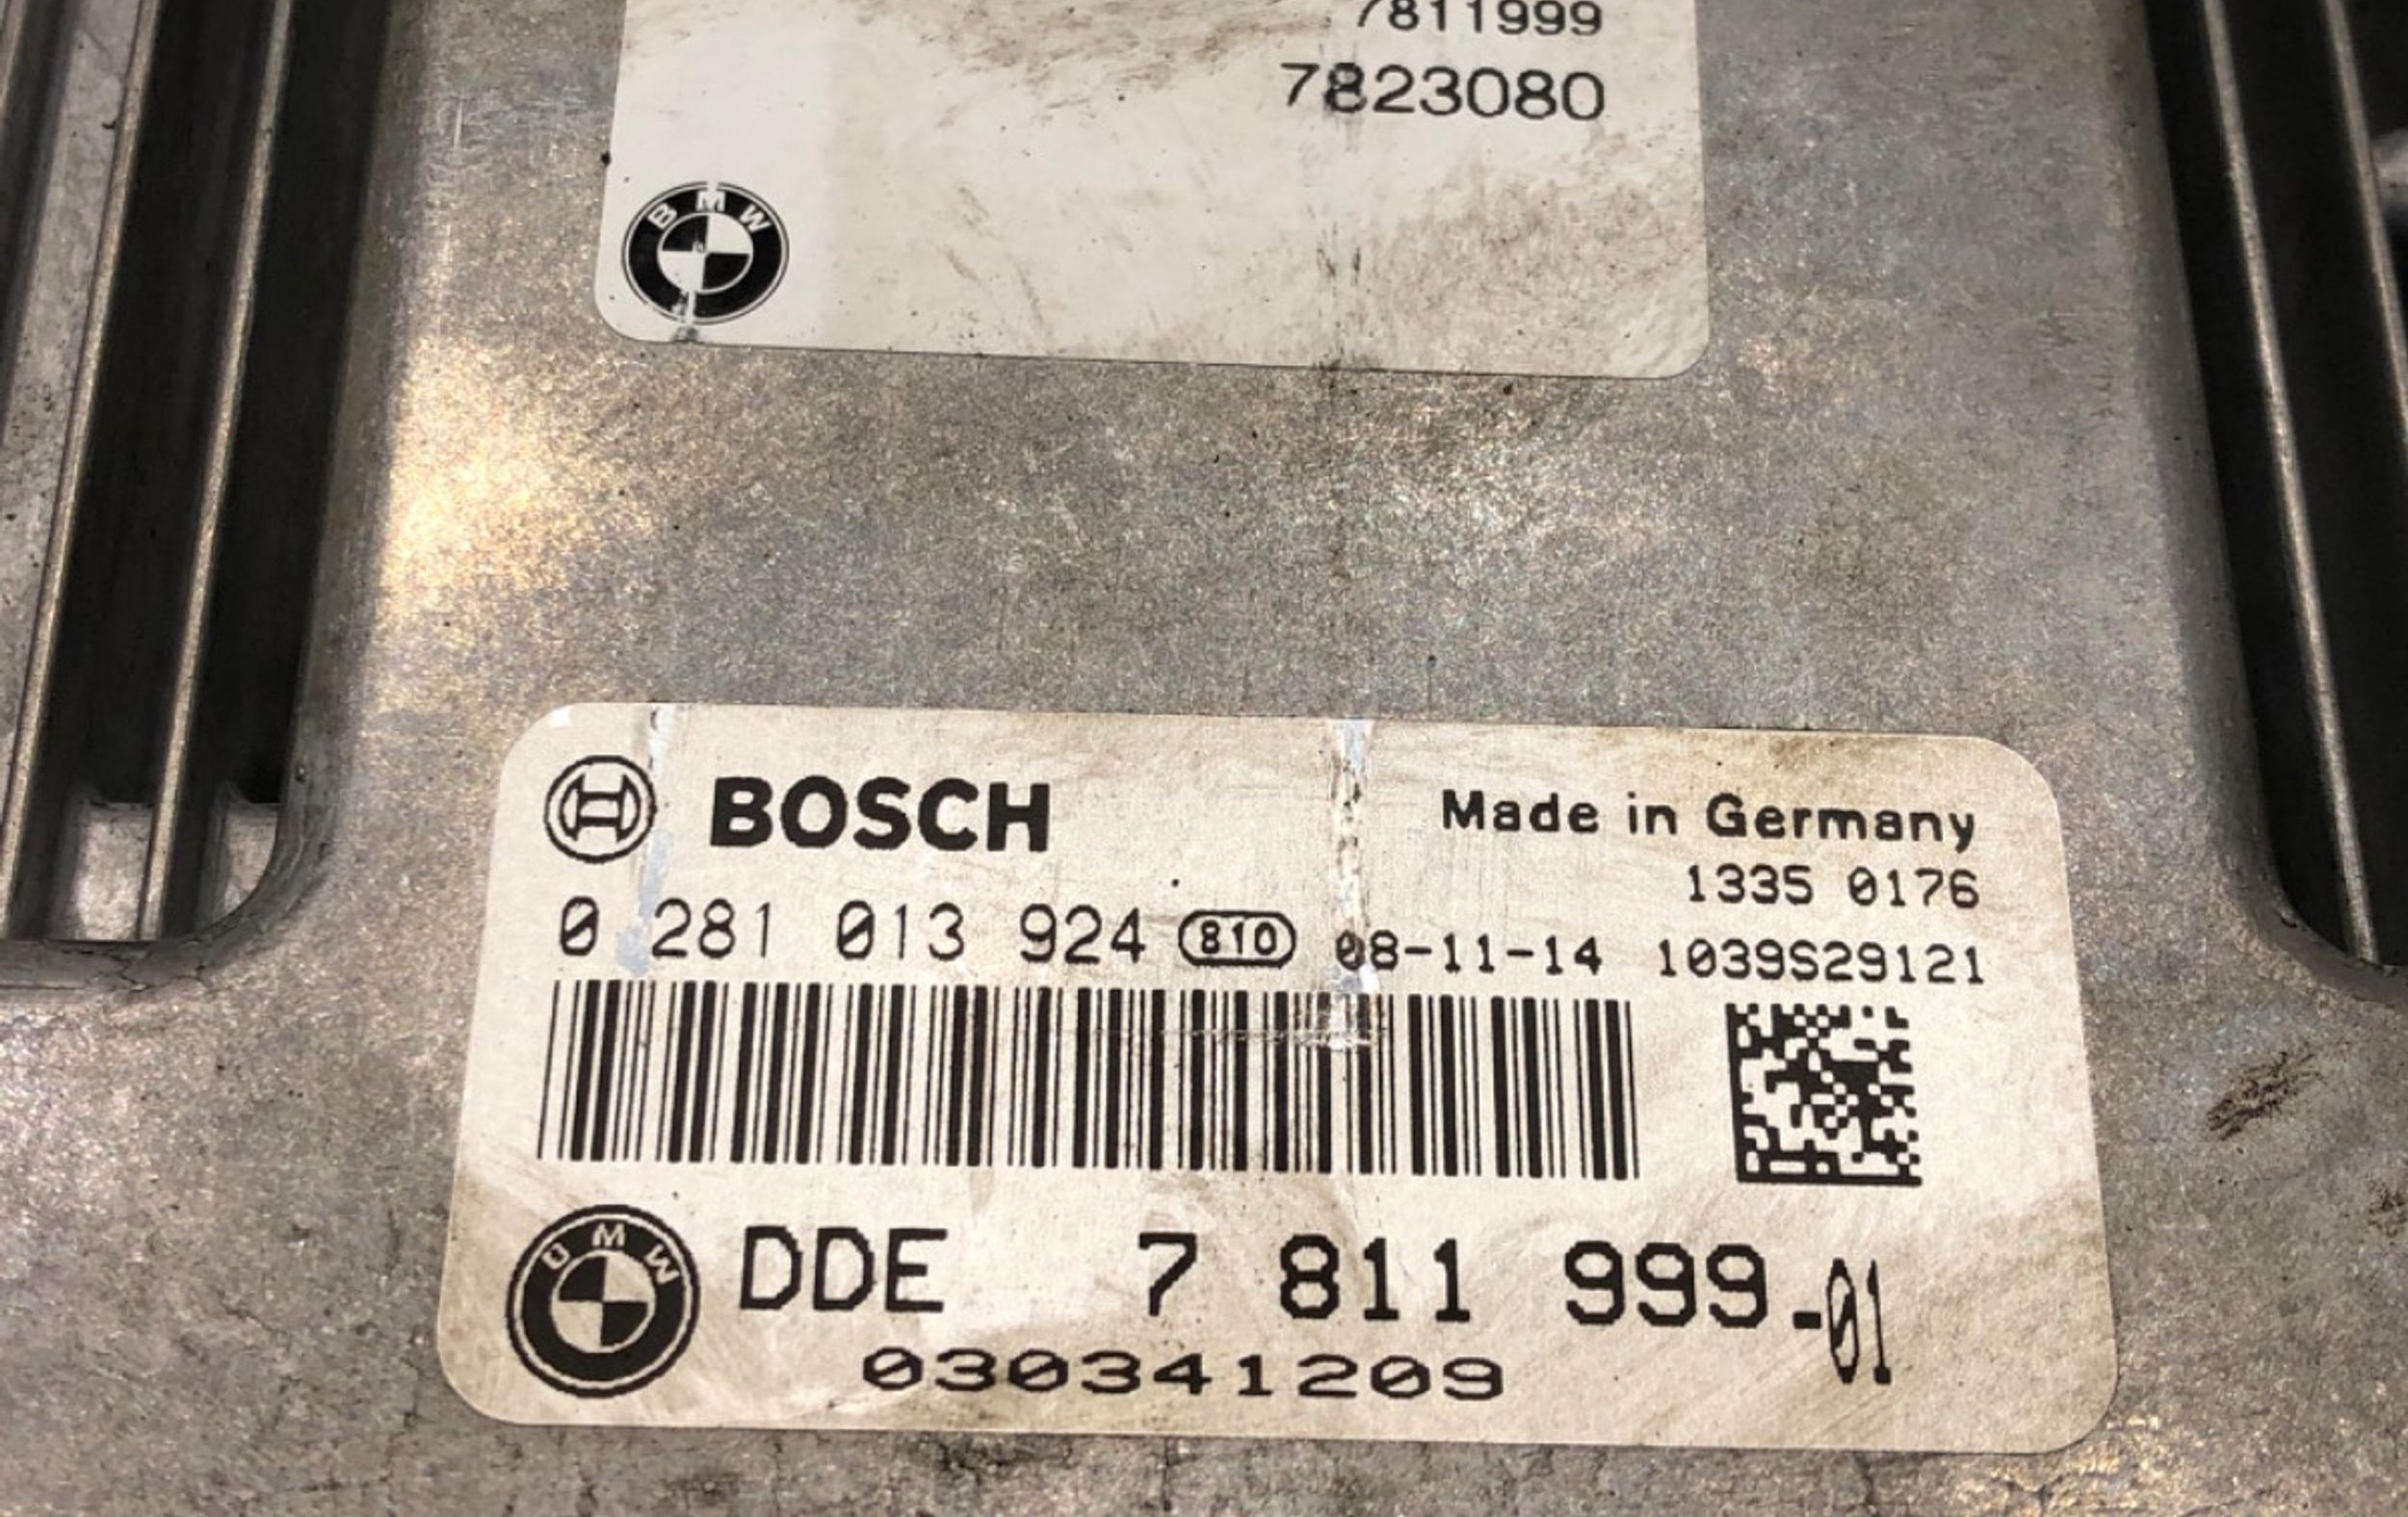 7811999
7823080
BMW
BOSCH
Made in Germany
1335 0176
0 281 013 924 810 08-11-14 1039S29121
BMW
DDE 7 811 999-01
030341209